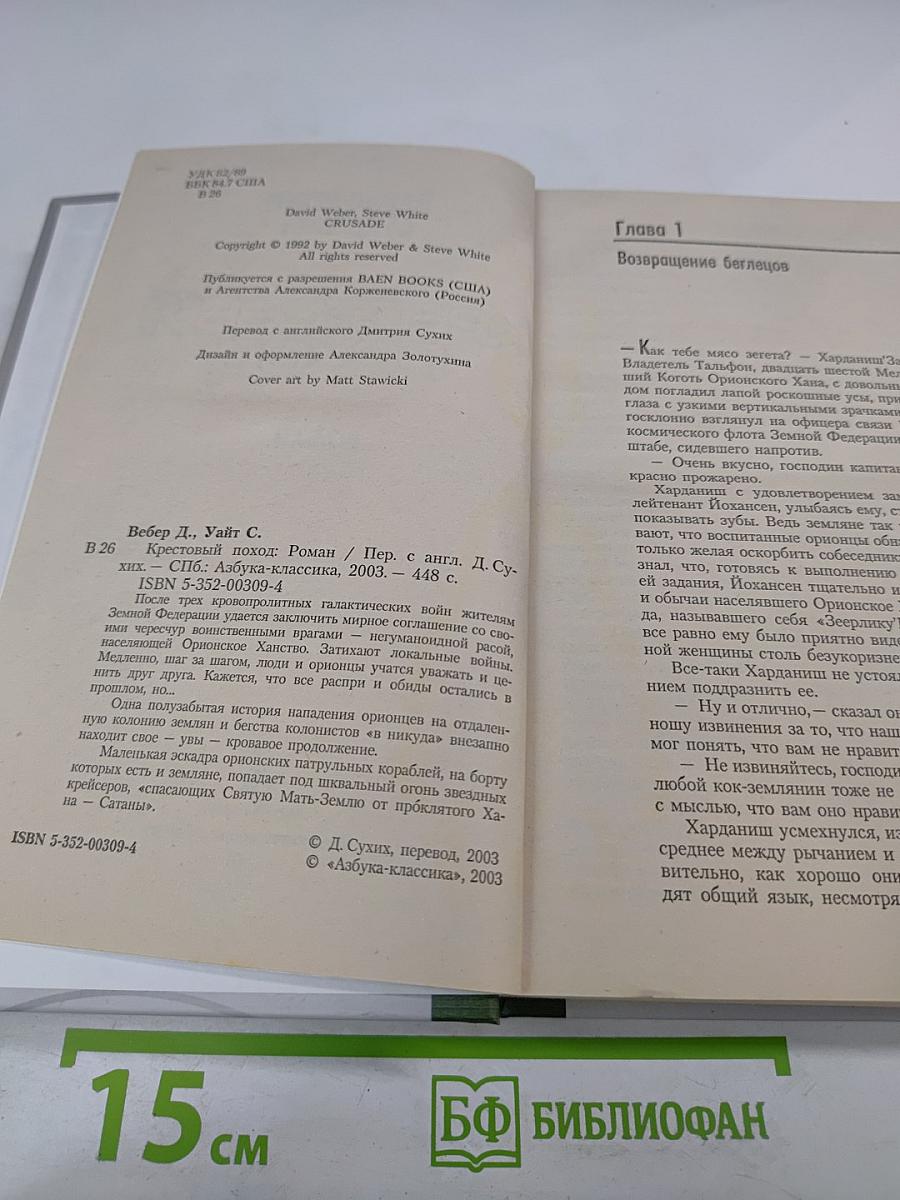 УДК 82/89
ББК 84.7 США
В 26
David Weber, Steve White
CRUSADE
Copyright © 1992 by David Weber & Steve White
All rights reserved
Публикуется с разрешения BAEN BOOKS (США)
и Агентства Александра Корженевского (Россия)
Перевод с английского Дмитрия Сухих
Дизайн и оформление Александра Золотухина
Cover art by Matt Stawicki
Вебер Д., Уайт С.
В 26 Крестовый поход: Роман / Пер. с англ. Д. Су-
хих. — СПб.: Азбука-классика, 2003. — 448 с.
ISBN 5-352-00309-4
После трех кровопролитных галактических войн жителям
Земной Федерации удается заключить мирное соглашение со сво-
ими чересчур воинственными врагами — негуманоидной расой,
населяющей Орионское Ханство. Затихают локальные войны.
Медленно, шаг за шагом, люди и орионцы учатся уважать и це-
нить друг друга. Кажется, что все распри и обиды остались в
прошлом, но...
Одна полузабытая история нападения орионцев на отдален-
ную колонию землян и бегства колонистов «в никуда» внезапно
находит свое — увы — кровавое продолжение.
Маленькая эскадра орионских патрульных кораблей, на борту
которых есть и земляне, попадает под шквальный огонь звездных
крейсеров, «спасающих Святую Мать-Землю от проклятого Ха-
на — Сатаны».
ISBN 5-352-00309-4
© Д. Сухих, перевод, 2003
© «Азбука-классика», 2003
Глава 1
Возвращение беглецов
— Как тебе мясо зегета? — Харданиш'За
Владетель Тальфон, двадцать шестой Мел
ший Коготь Орионского Хана, с довольны
дом погладил лапой роскошные усы, при
глаза с узкими вертикальными зрачками
госклонно взглянул на офицера связи
космического флота Земной Федерации
штабе, сидевшего напротив.
— Очень вкусно, господин капитан
красно прожарено.
Харданиш с удовлетворением зам
лейтенант Йохансен, улыбаясь ему, ст
показывать зубы. Ведь земляне так
вают, что воспитанные орионцы обна
только желая оскорбить собеседник
знал, что, готовясь к выполнению
ей задания, Йохансен тщательно и
и обычаи населявшего Орионское
да, называвшего себя «Зеерлику'
все равно ему было приятно виде
ной женщины столь безукоризне
Все-таки Харданиш не устоял
нием поддразнить ее.
— Ну и отлично,— сказал он
ношу извинения за то, что наш
мог понять, что вам не нравит
— Не извиняйтесь, господи
любой кок-землянин тоже не
с мыслью, что вам оно нрави
Харданиш усмехнулся, из
среднее между рычанием и
вительно, как хорошо они
дят общий язык, несмотря
15 см
БФ БИБЛИОФАН